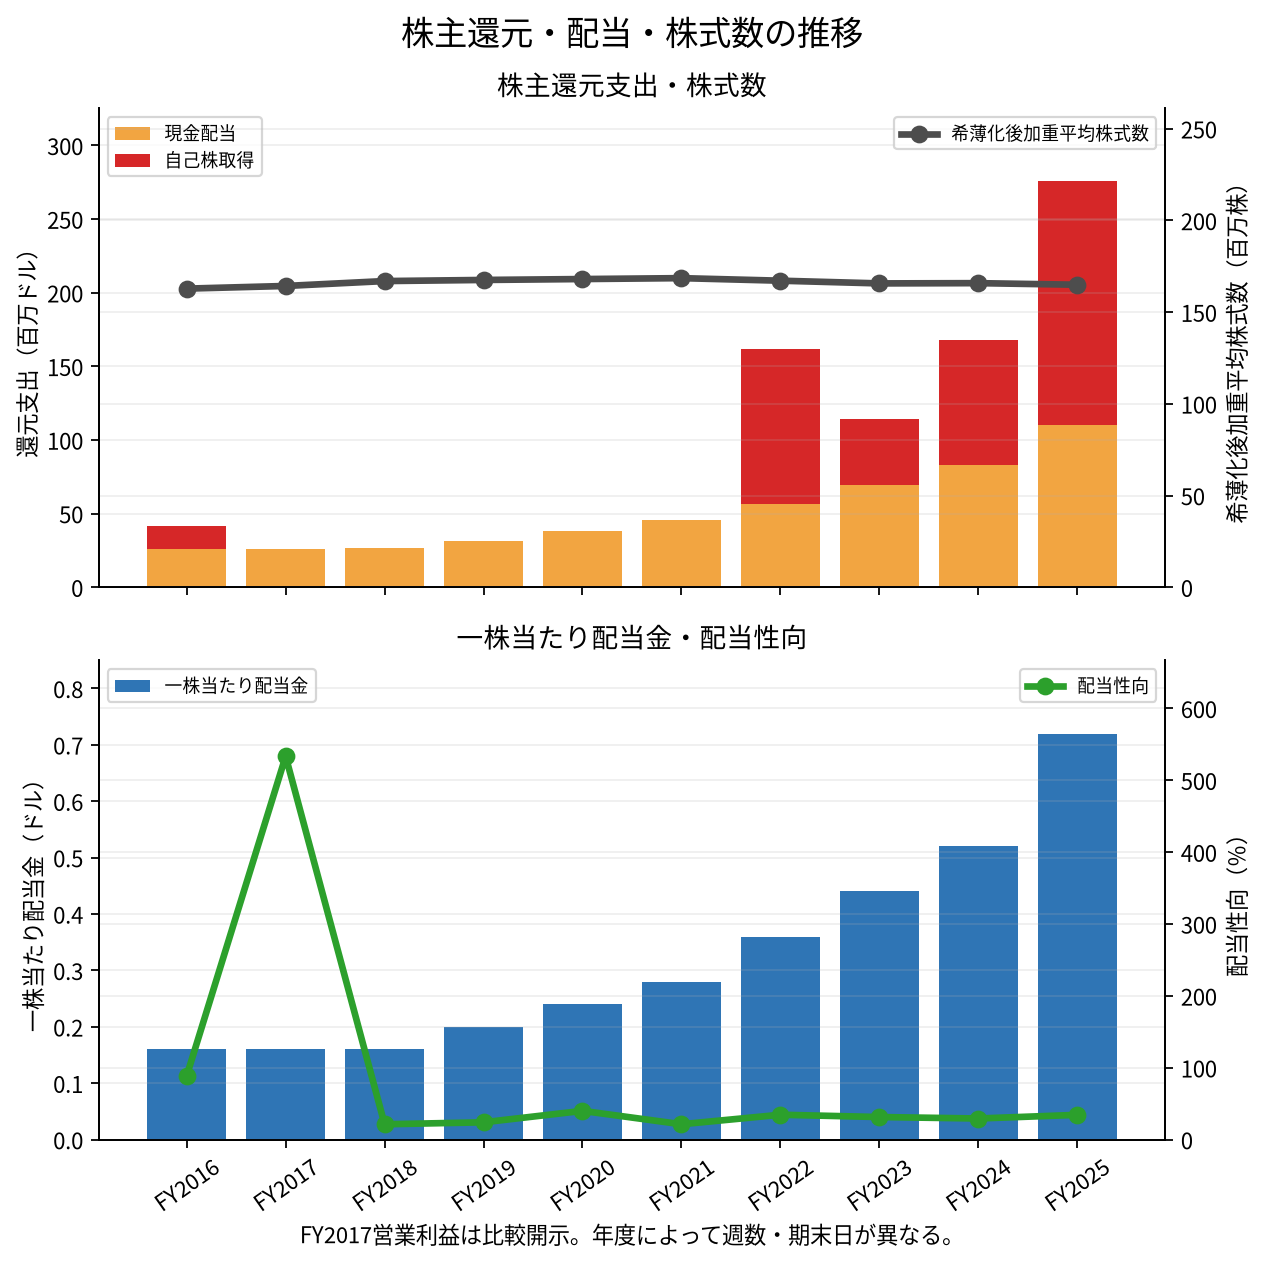 株主還元・配当・株式数の推移
株主還元支出・株式数
現金配当
自己株取得
希薄化後加重平均株式数
還元支出（百万ドル）
300
250
200
150
100
50
0
250
200
150
100
50
0
希薄化後加重平均株式数（百万株）
一株当たり配当金・配当性向
一株当たり配当金
配当性向
一株当たり配当金（ドル）
0.8
0.7
0.6
0.5
0.4
0.3
0.2
0.1
0.0
600
500
400
300
200
100
0
配当性向（%）
FY2016
FY2017
FY2018
FY2019
FY2020
FY2021
FY2022
FY2023
FY2024
FY2025
FY2017営業利益は比較開示。年度によって週数・期末日が異なる。